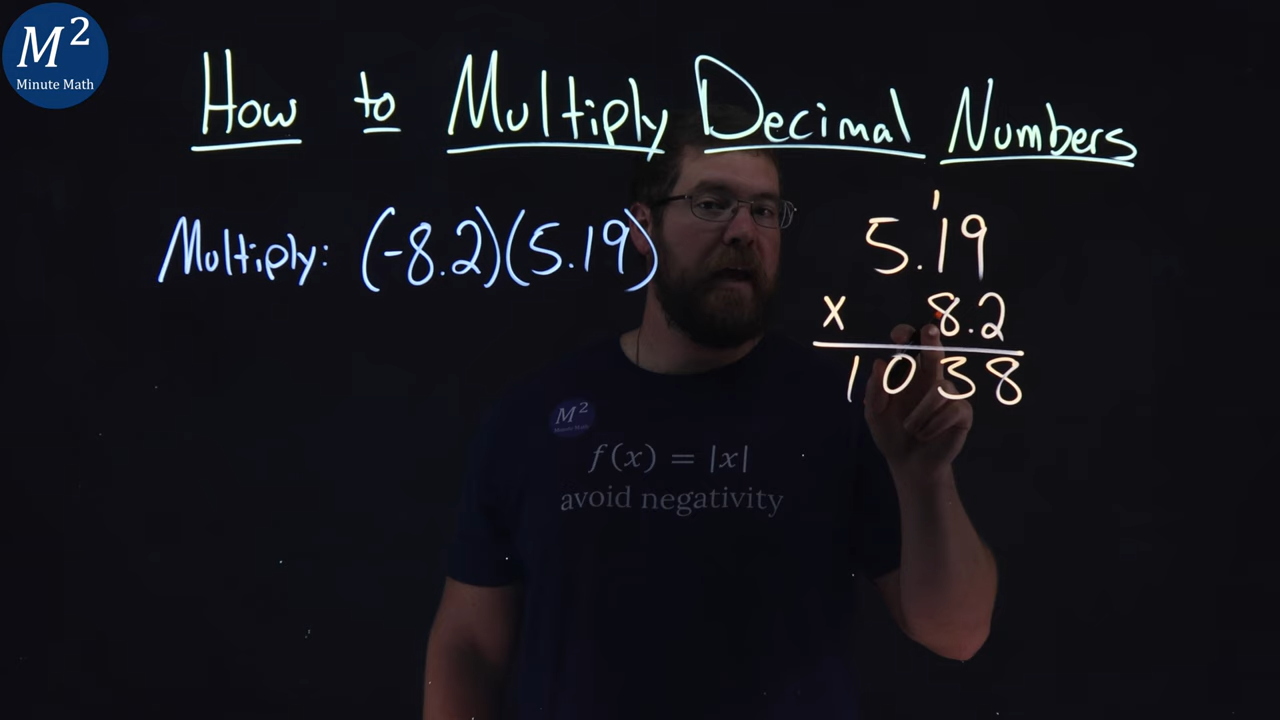 M²
Minute Math
How to Multiply Decimal Numbers
Multiply: (-8.2)(5.19)
1
5.19
x 8.2
1038
M²
Minute Math
f(x) = |x|
avoid negativity